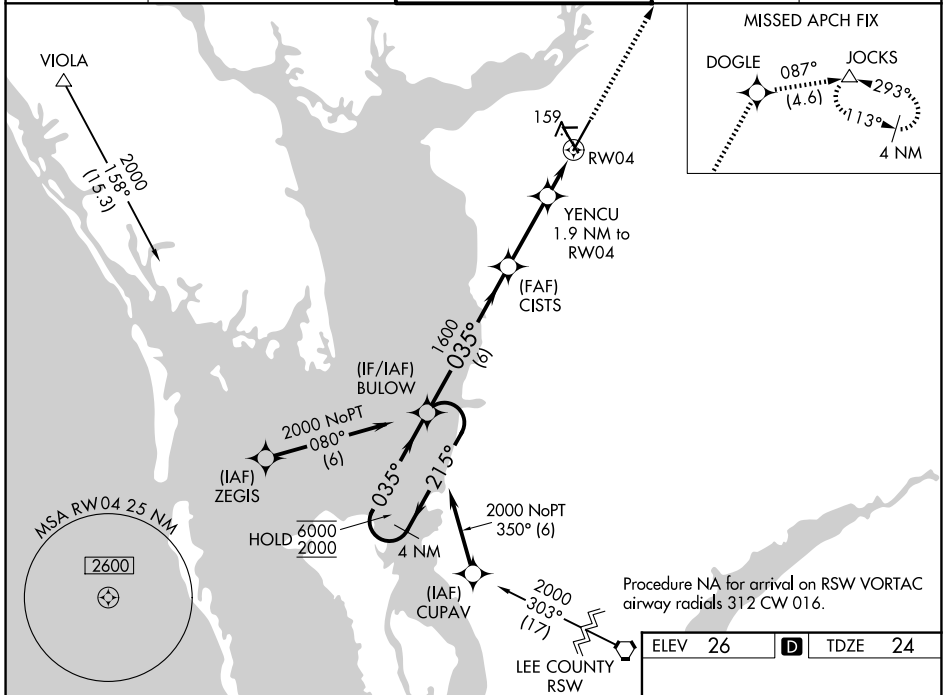 MISSED APCH FIX
DOGLE
JOCKS
087°
(4.6)
293°
113°
4 NM
VIOLA
2000
158°
(15.3)
159
RW04
YENCU
1.9 NM to
RW04
(FAF)
CISTS
1600
035°
(6)
(IF/IAF)
BULOW
2000 NoPT
080°
(6)
(IAF)
ZEGIS
035°
215°
HOLD 6000
2000
4 NM
2000 NoPT
350° (6)
(IAF)
CUPAV
2000
303°
(17)
LEE COUNTY
RSW
MSA RW04 25 NM
2600
Procedure NA for arrival on RSW VORTAC
airway radials 312 CW 016.
ELEV 26 D TDZE 24